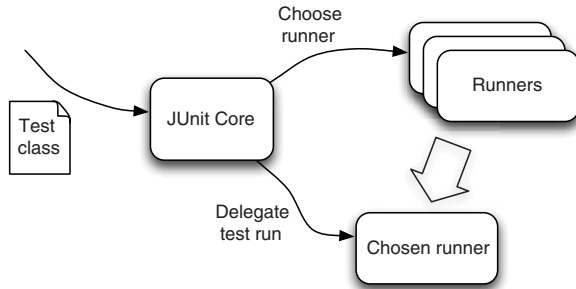 Choose
runner
Runners
JUnit Core
Test
class
Delegate
test run
Chosen runner